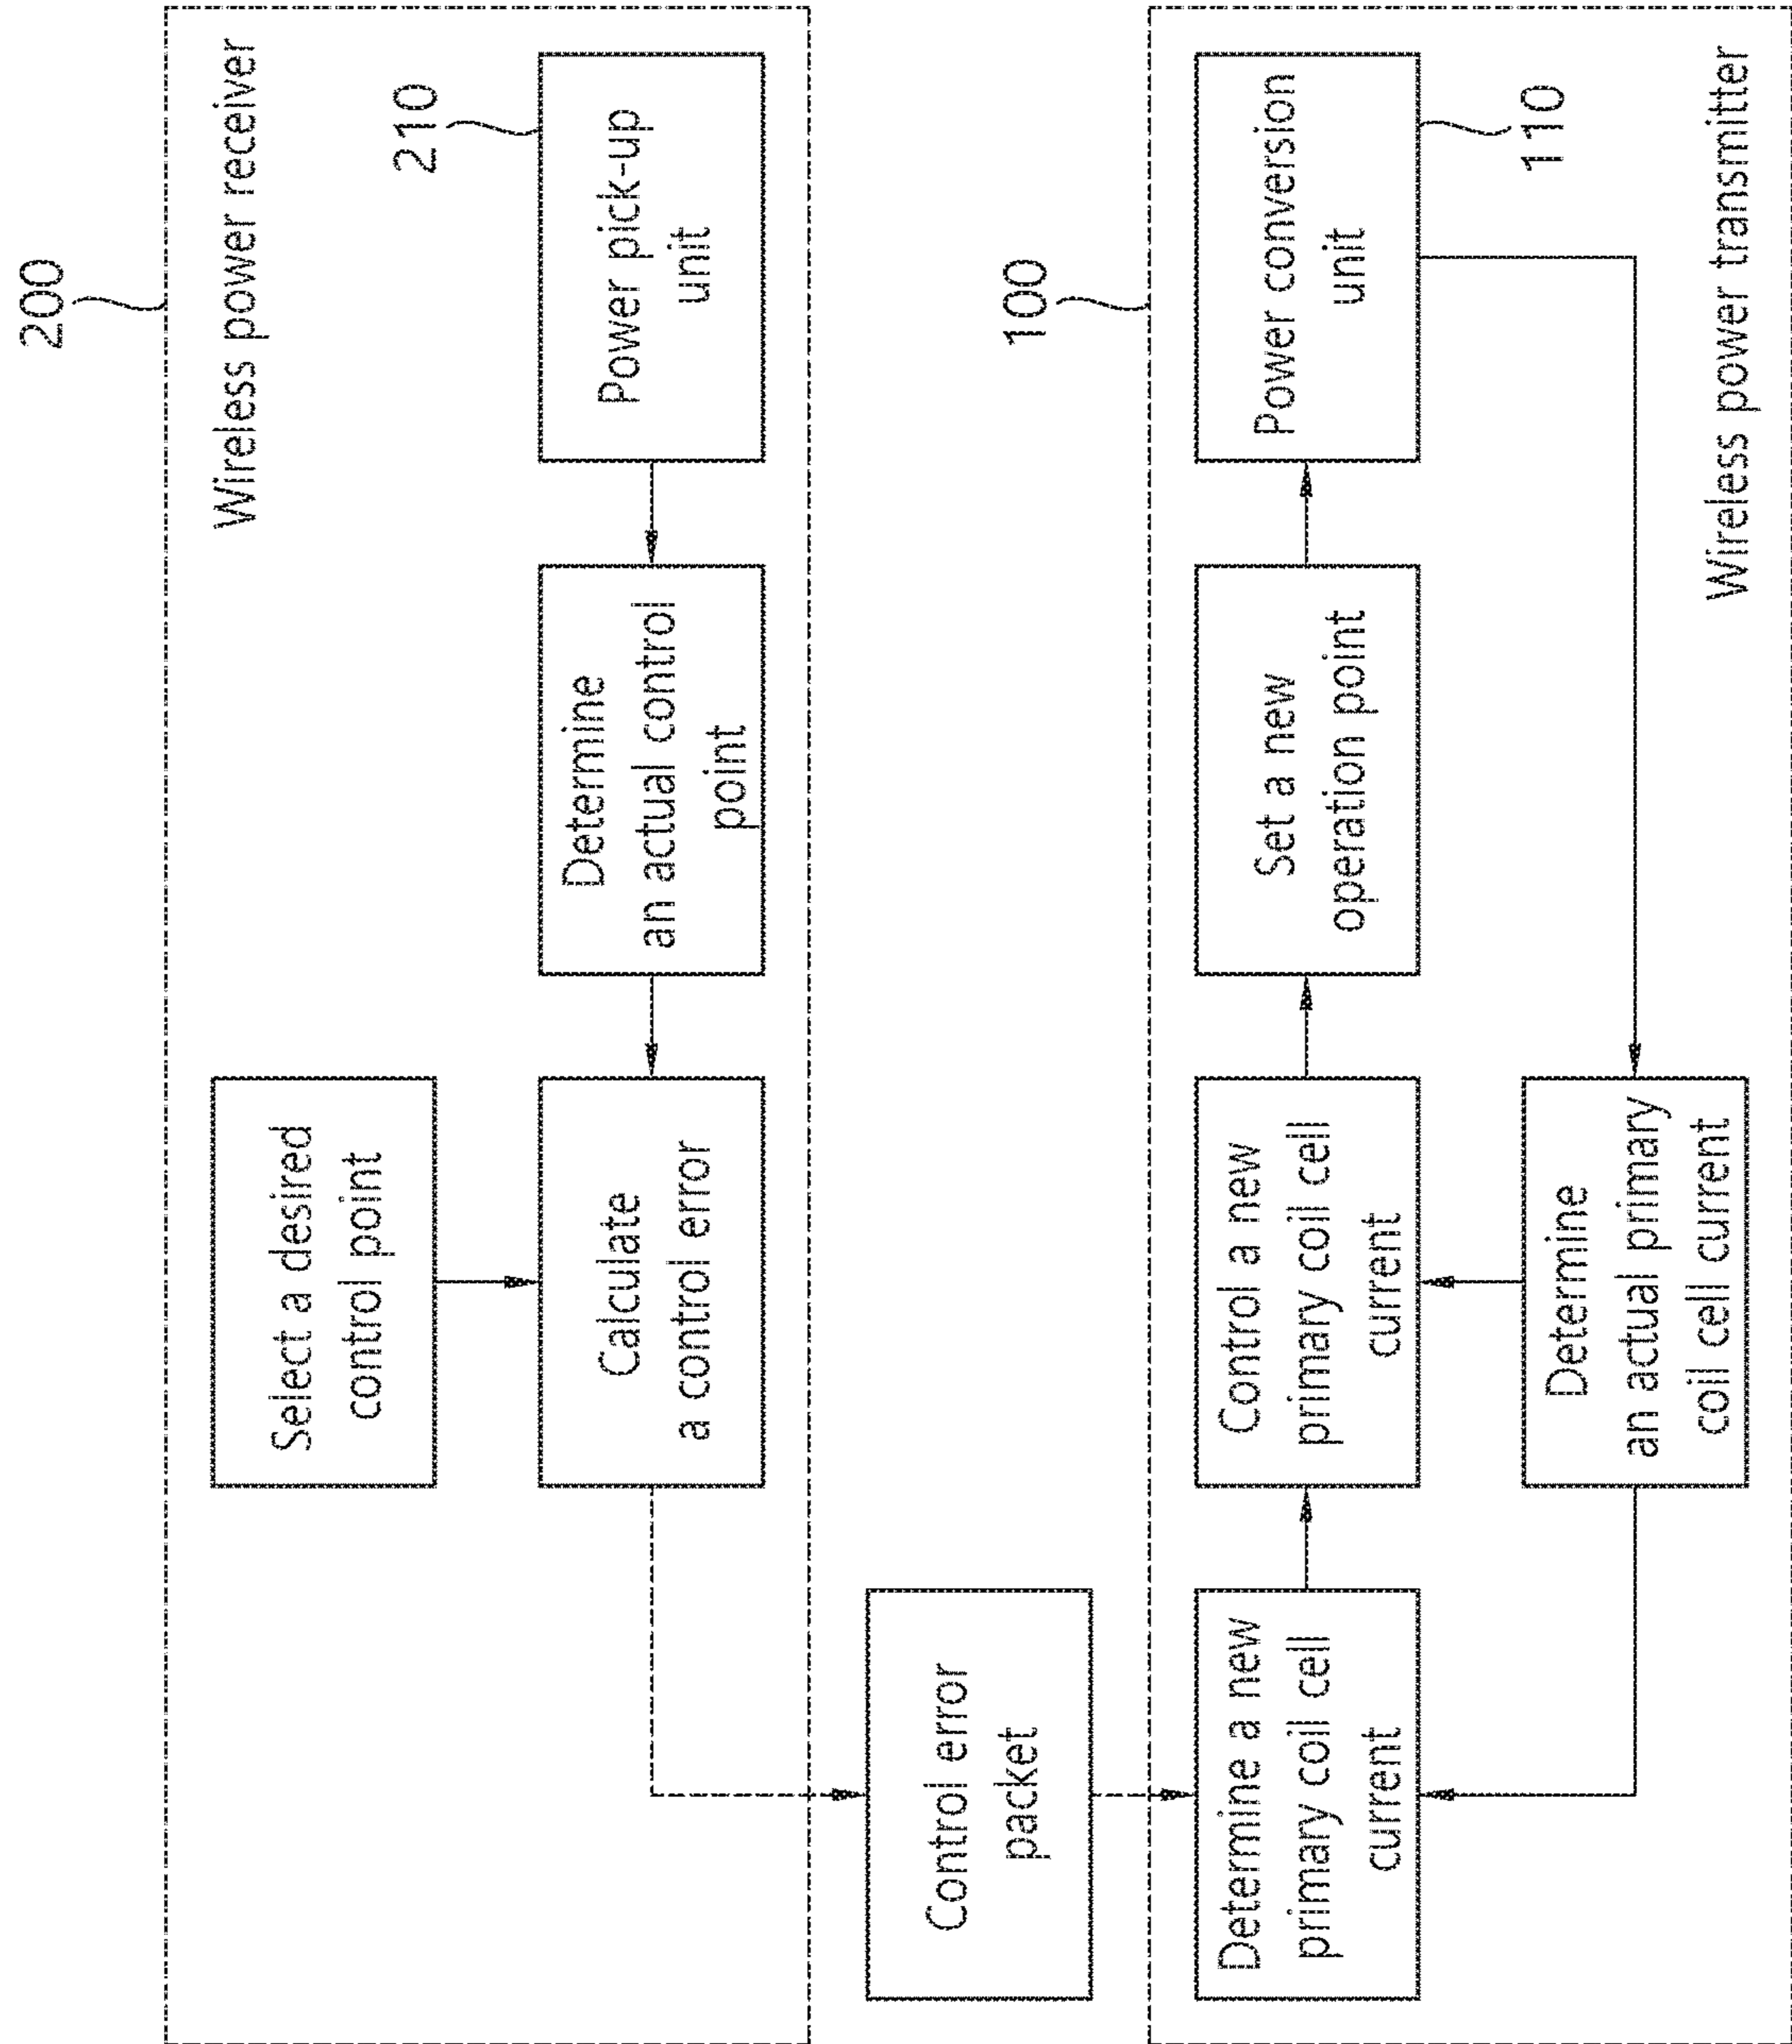 200
Wireless power receiver
Select a desired
control point
210
Calculate
a control error
Determine
an actual control
point
Power pick-up
unit
Control error
packet
100
Determine a new
primary coil cell
current
Control a new
primary coil cell
current
Set a new
operation point
Power conversion
unit
110
Determine
an actual primary
coil cell current
Wireless power transmitter